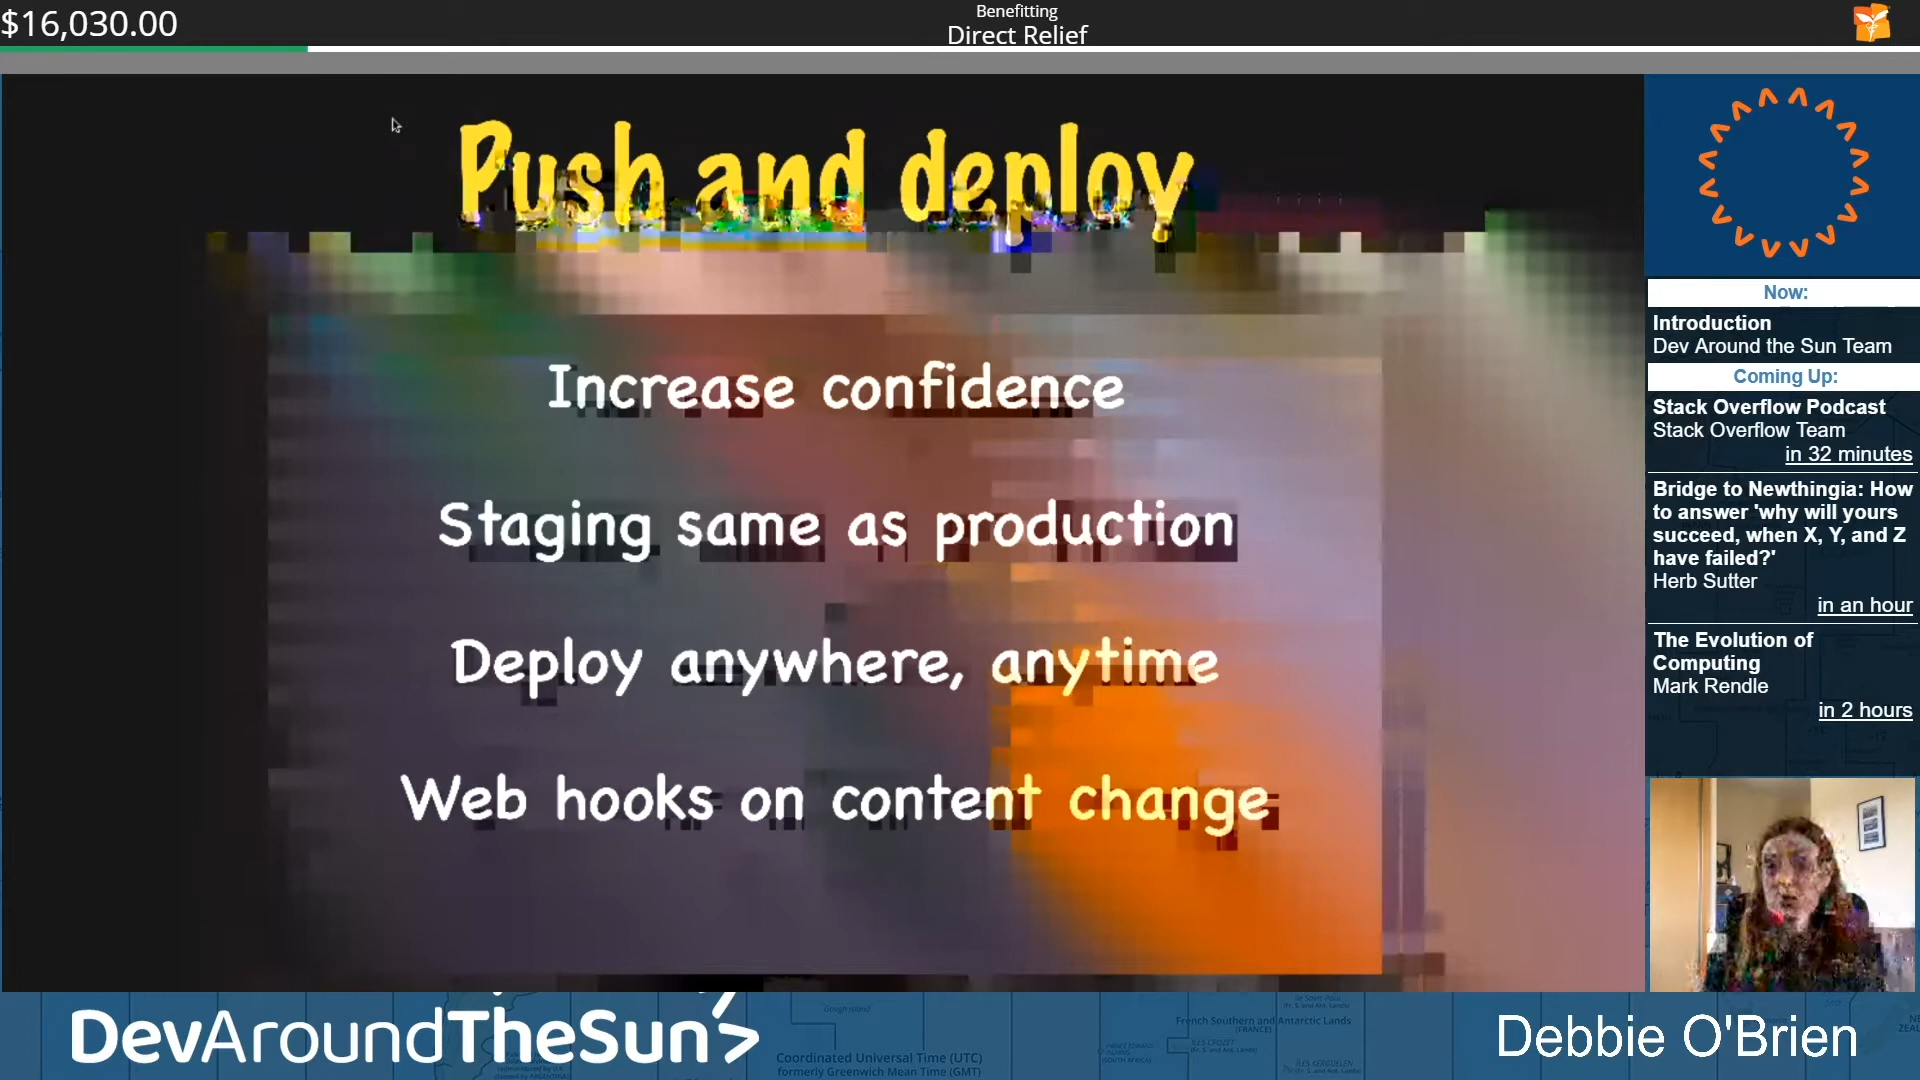 $16,030.00
Benefitting
Direct Relief
Push and deploy
Increase confidence
Staging same as production
Deploy anywhere, anytime
Web hooks on content change
Now:
Introduction
Dev Around the Sun Team
Coming Up:
Stack Overflow Podcast
Stack Overflow Team
in 32 minutes
Bridge to Newthingia: How
to answer 'why will yours
succeed, when X, Y, and Z
have failed?'
Herb Sutter
in an hour
The Evolution of
Computing
Mark Rendle
in 2 hours
DevAroundTheSun
Gough Island
Coordinated Universal Time (UTC)
formerly Greenwich Mean Time (GMT)
French Southern and Antarctic Lands
(FRANCE)
Debbie O'Brien